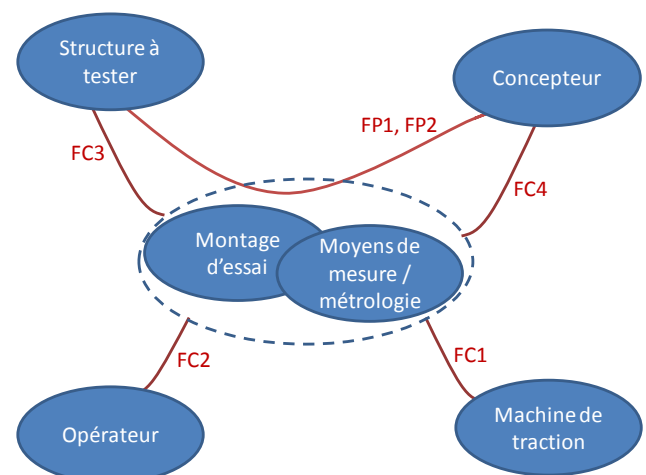 Structure à
tester
Concepteur
FP1, FP2
FC3
FC4
Montage
d'essai
Moyens de
mesure /
métrologie
FC2
FC1
Opérateur
Machine de
traction